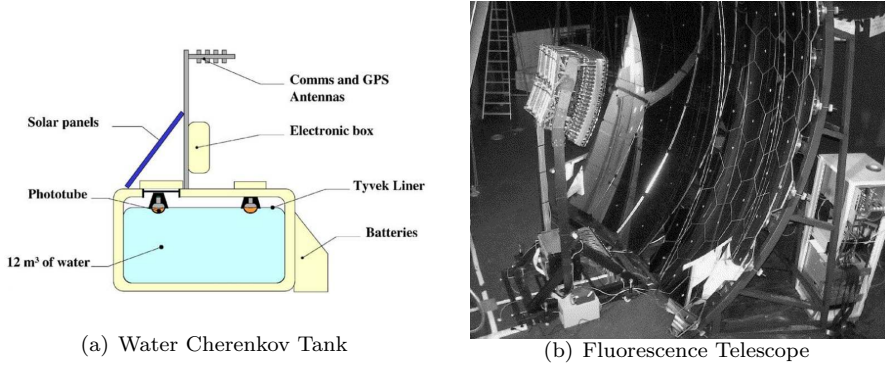 Comms and GPS
Antennas
Solar panels
Electronic box
Phototube
Tyvek Liner
Batteries
12 m³ of water
(a) Water Cherenkov Tank
(b) Fluorescence Telescope